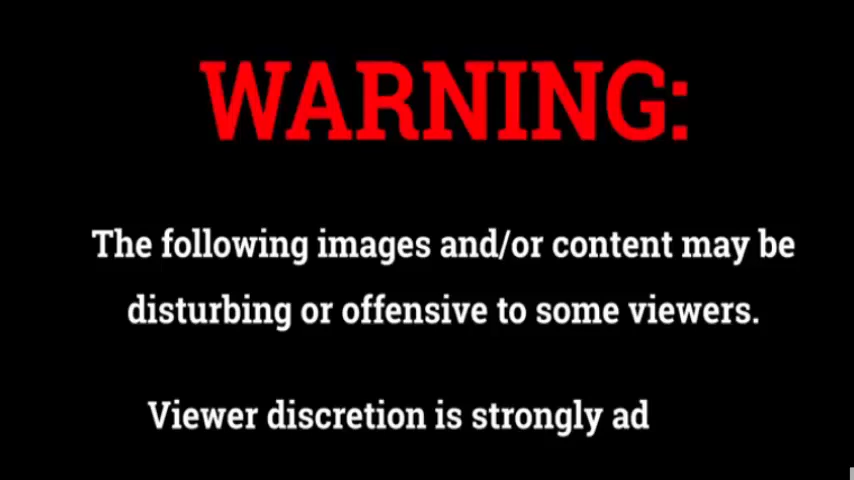 WARNING:
The following images and/or content may be
disturbing or offensive to some viewers.
Viewer discretion is strongly ad